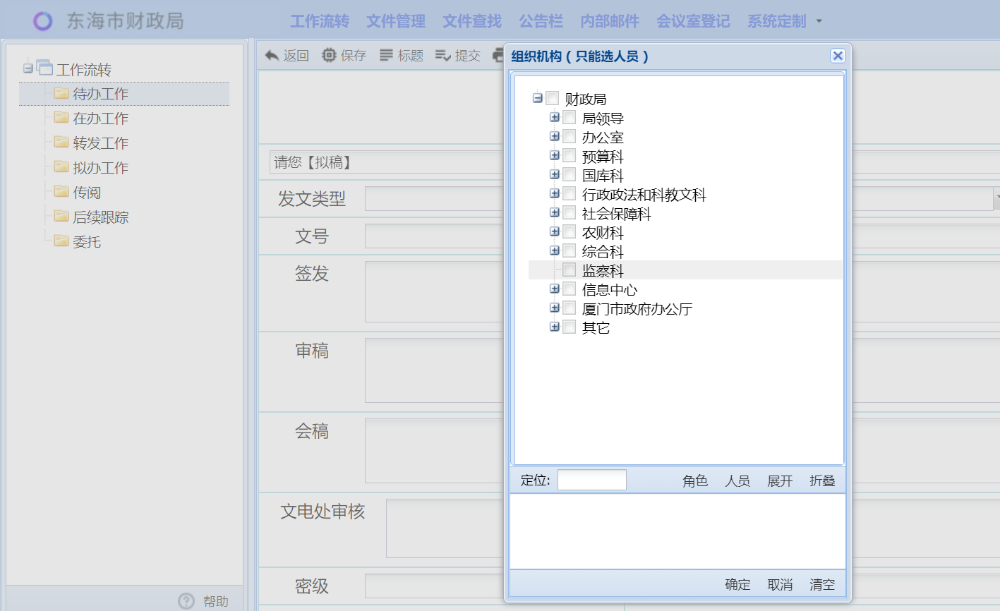 东海市财政局
工作流转 文件管理 文件查找 公告栏 内部邮件 会议室登记 系统定制
工作流转
待办工作
在办工作
转发工作
拟办工作
传阅
后续跟踪
委托
帮助
返回 保存 标题 提交
请您【拟稿】
发文类型
文号
签发
审稿
会稿
文电处审核
密级
组织机构（只能选人员）
财政局
局领导
办公室
预算科
国库科
行政政法和科教文科
社会保障科
农财科
综合科
监察科
信息中心
厦门市政府办公厅
其它
定位: 角色 人员 展开 折叠
确定 取消 清空